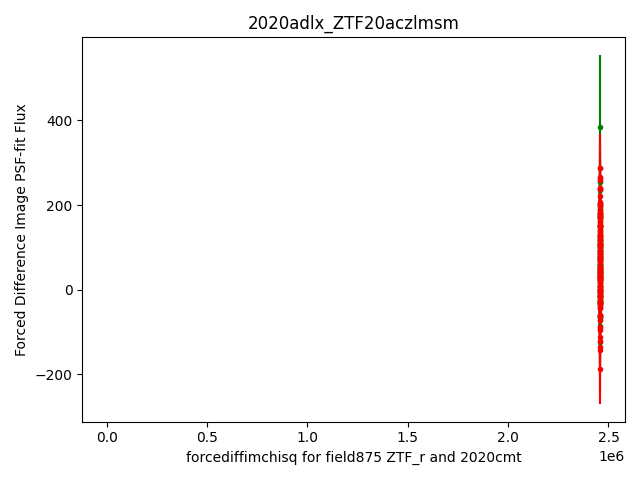 2020adlx_ZTF20aczlmsm
Forced Difference Image PSF-fit Flux
400
200
0
−200
0.0 0.5 1.0 1.5 2.0 2.5
1e6
forcediffimchisq for field875 ZTF_r and 2020cmt